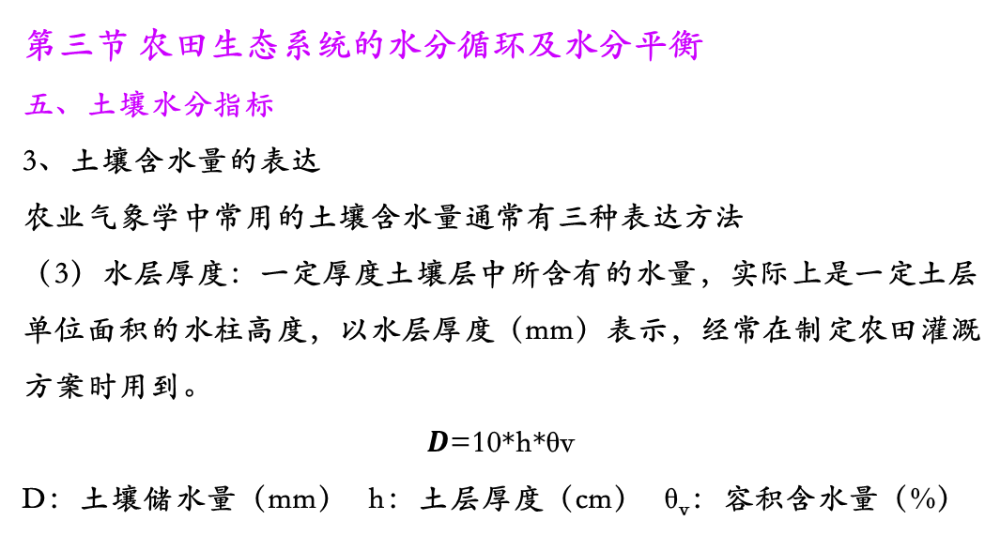 第三节 农田生态系统的水分循环及水分平衡
五、土壤水分指标
3、土壤含水量的表达
农业气象学中常用的土壤含水量通常有三种表达方法
（3）水层厚度：一定厚度土壤层中所含有的水量，实际上是一定土层
单位面积的水柱高度，以水层厚度（mm）表示，经常在制定农田灌溉
方案时用到。
D=10*h*θv
D：土壤储水量（mm） h：土层厚度（cm） θv：容积含水量（%）